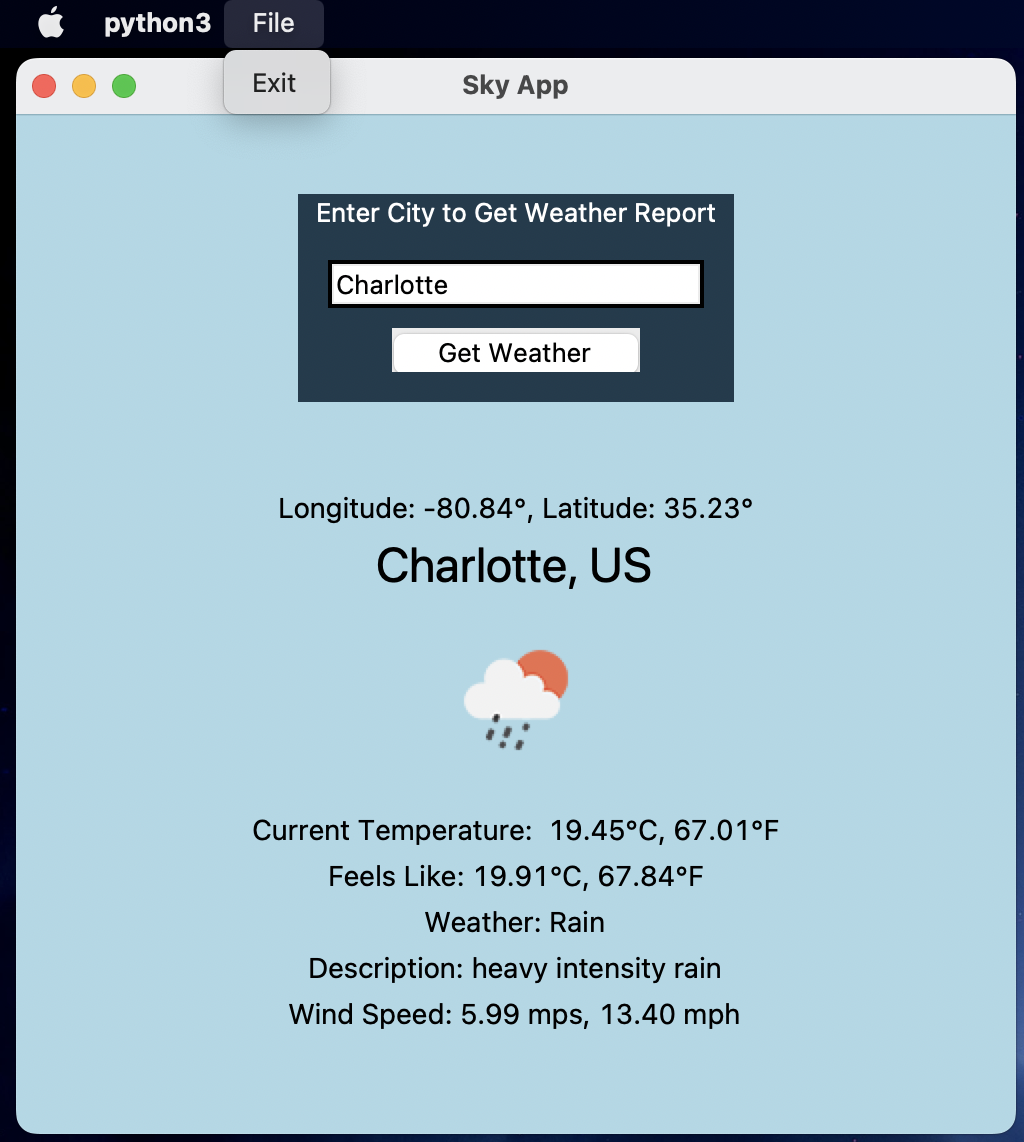 python3 File
Exit
Sky App
Enter City to Get Weather Report
Charlotte
Get Weather
Longitude: -80.84°, Latitude: 35.23°
Charlotte, US
Current Temperature:  19.45°C, 67.01°F
Feels Like: 19.91°C, 67.84°F
Weather: Rain
Description: heavy intensity rain
Wind Speed: 5.99 mps, 13.40 mph